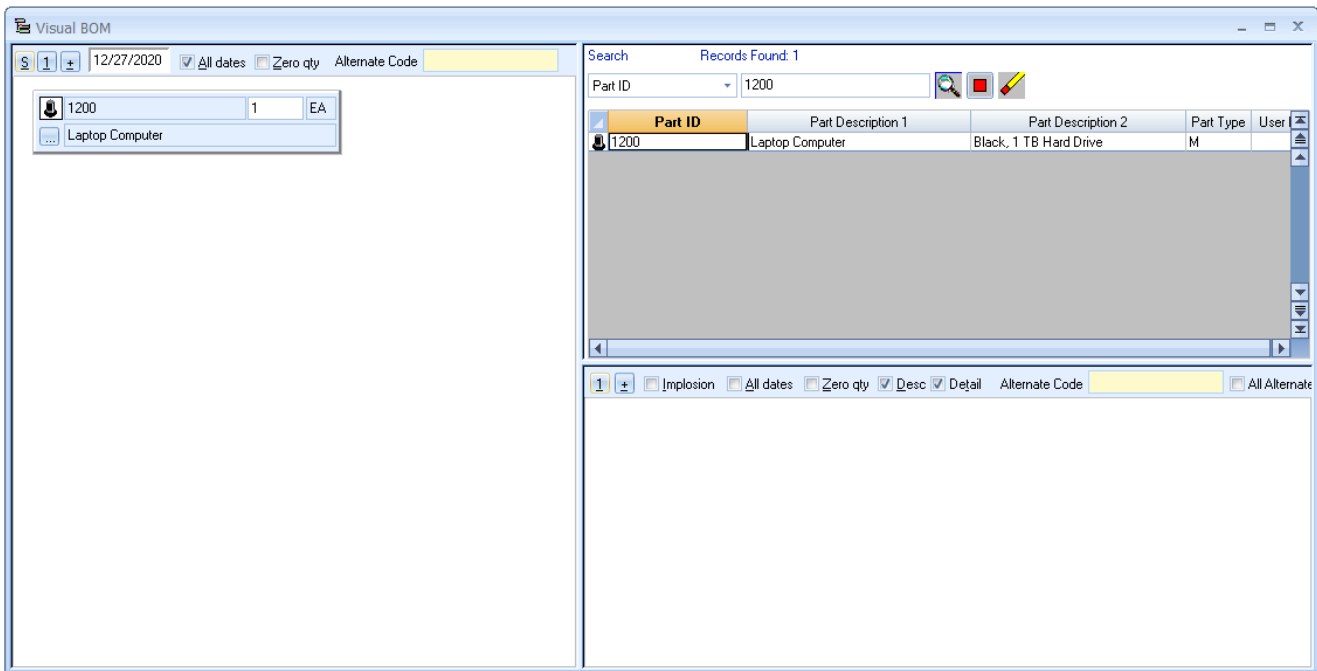 Visual BOM
S 1 ± 12/27/2020 All dates Zero qty Alternate Code
1200 1 EA
... Laptop Computer
Search Records Found: 1
Part ID 1200
Part ID Part Description 1 Part Description 2 Part Type User
1200 Laptop Computer Black, 1 TB Hard Drive M
1 ± Implosion All dates Zero qty Desc Detail Alternate Code All Alternate